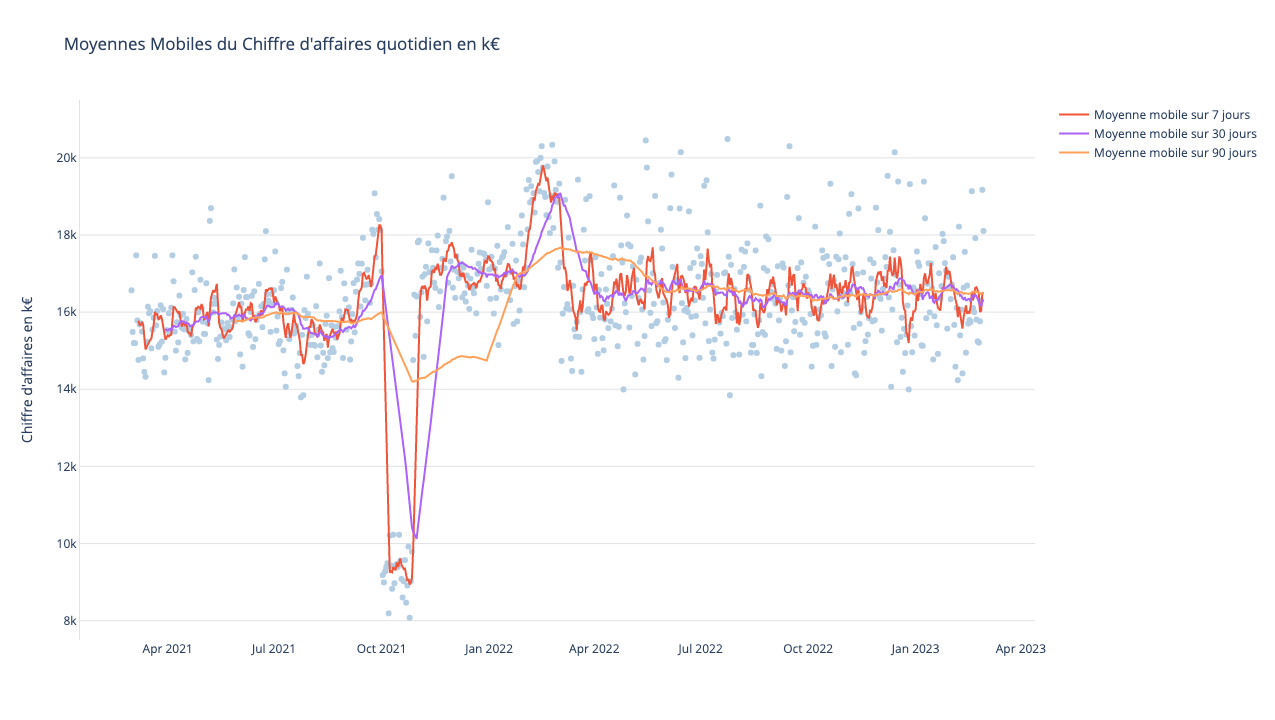 Moyennes Mobiles du Chiffre d'affaires quotidien en k€
Moyenne mobile sur 7 jours
Moyenne mobile sur 30 jours
Moyenne mobile sur 90 jours
Chiffre d'affaires en k€
20k
18k
16k
14k
12k
10k
8k
Apr 2021
Jul 2021
Oct 2021
Jan 2022
Apr 2022
Jul 2022
Oct 2022
Jan 2023
Apr 2023